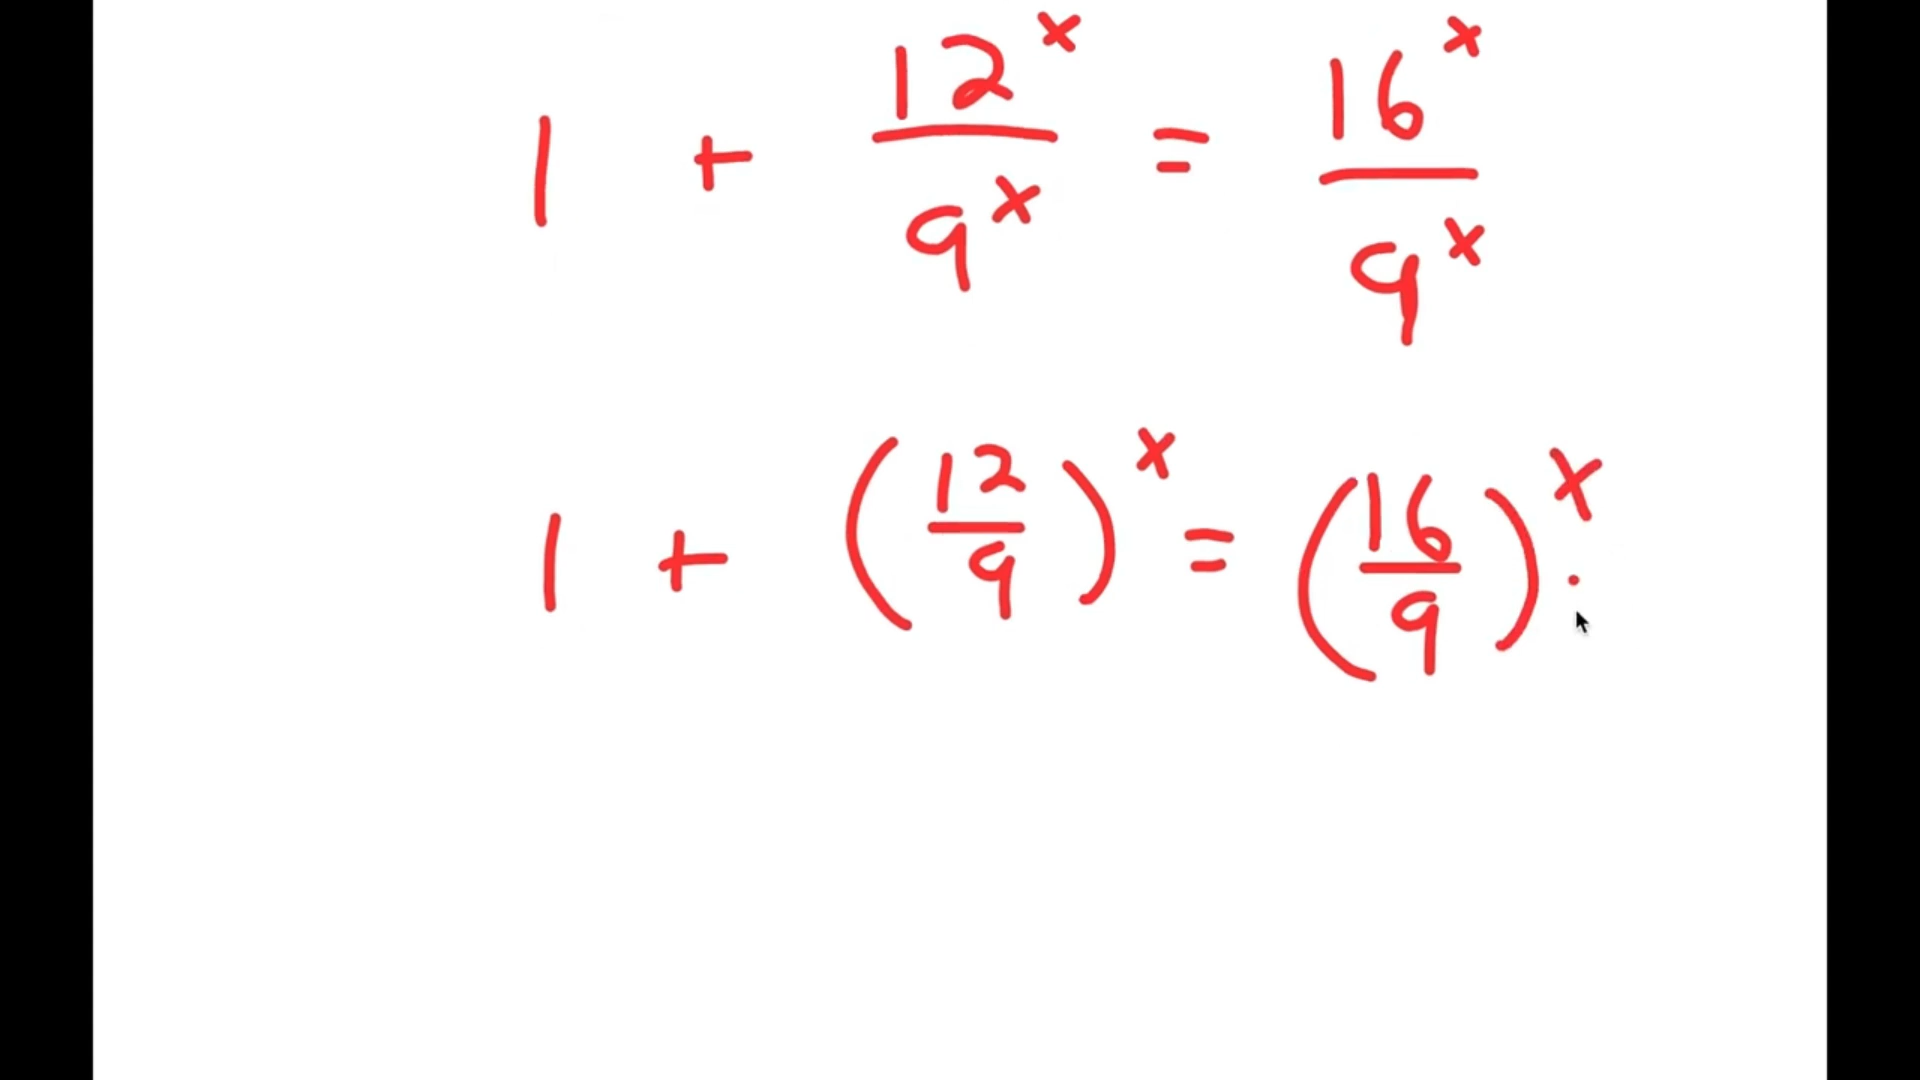 1 + 12^x/9^x = 16^x/9^x
1 + (12/9)^x = (16/9)^x